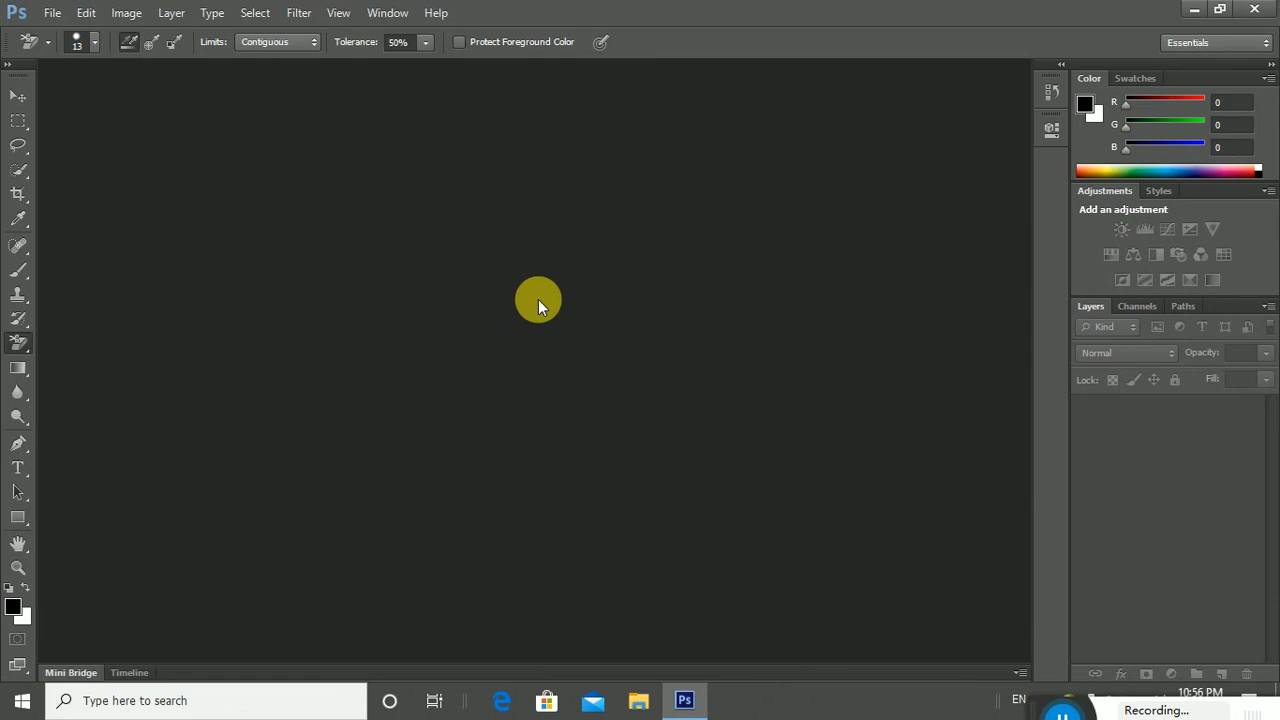 Ps File Edit Image Layer Type Select Filter View Window Help
13 Limits: Contiguous Tolerance: 50% Protect Foreground Color Essentials
Color Swatches
R 0
G 0
B 0
Adjustments Styles
Add an adjustment
Layers Channels Paths
Kind
Normal Opacity:
Lock: Fill:
T
Mini Bridge Timeline
Type here to search
Ps
EN
10:56 PM
Recording...